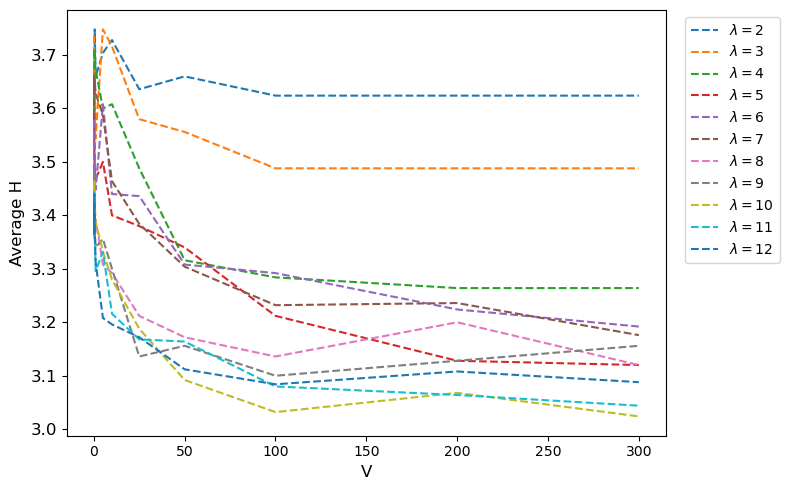 Average H
3.7
3.6
3.5
3.4
3.3
3.2
3.1
3.0
0 50 100 150 200 250 300
V
λ = 2
λ = 3
λ = 4
λ = 5
λ = 6
λ = 7
λ = 8
λ = 9
λ = 10
λ = 11
λ = 12